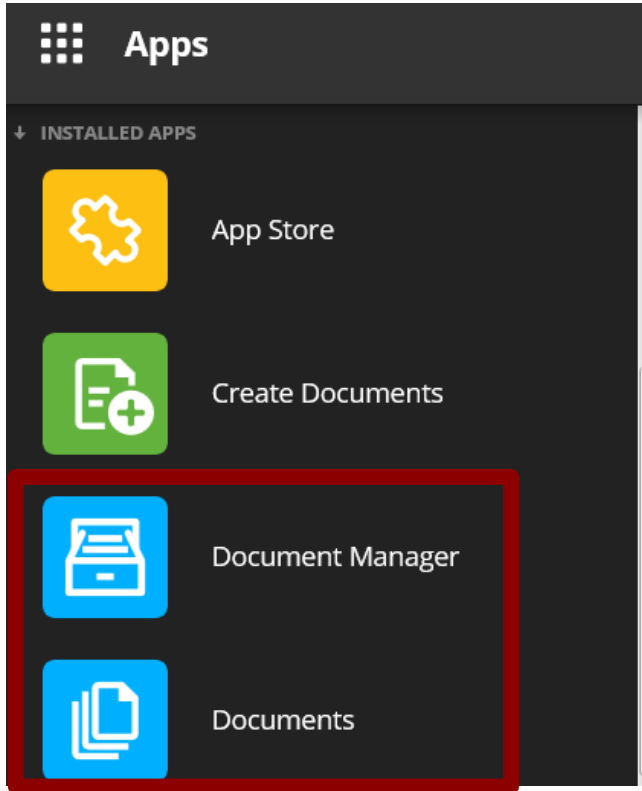 Apps
INSTALLED APPS
App Store
Create Documents
Document Manager
Documents